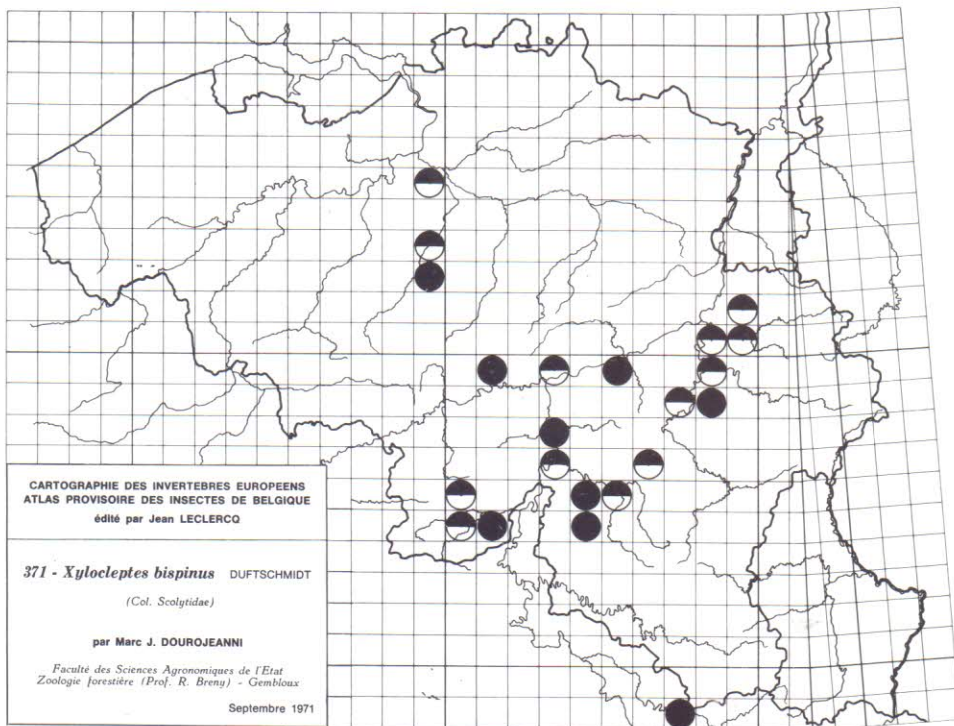 CARTOGRAPHIE DES INVERTEBRES EUROPEENS
ATLAS PROVISOIRE DES INSECTES DE BELGIQUE
édité par Jean LECLERCQ
371 - Xylocleptes bispinus DUFTSCHMIDT
(Col. Scolytidae)
par Marc J. DOUROJEANNI
Faculté des Sciences Agronomiques de l'Etat
Zoologie forestière (Prof. R. Breny) - Gembloux
Septembre 1971